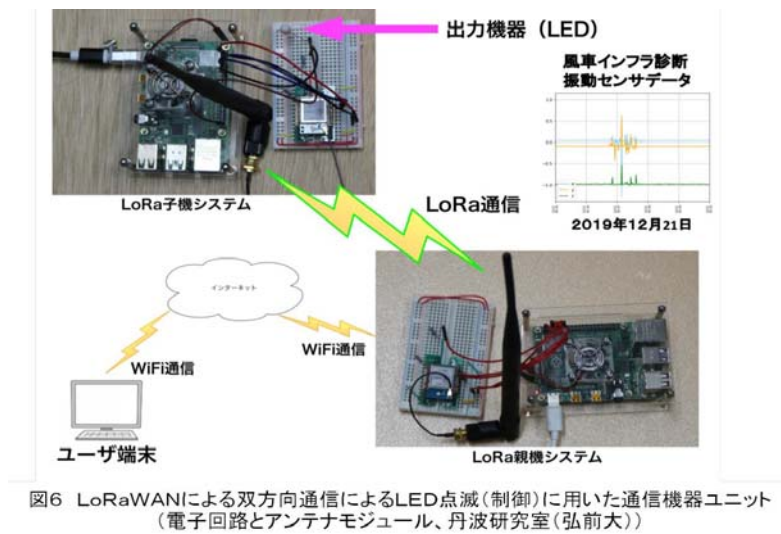 出力機器（LED）
風車インフラ診断
振動センサデータ
LoRa子機システム
LoRa通信
2019年12月21日
インターネット
WiFi通信
WiFi通信
ユーザ端末
LoRa親機システム
図6 LoRaWANによる双方向通信によるLED点滅（制御）に用いた通信機器ユニット
（電子回路とアンテナモジュール、丹波研究室（弘前大））